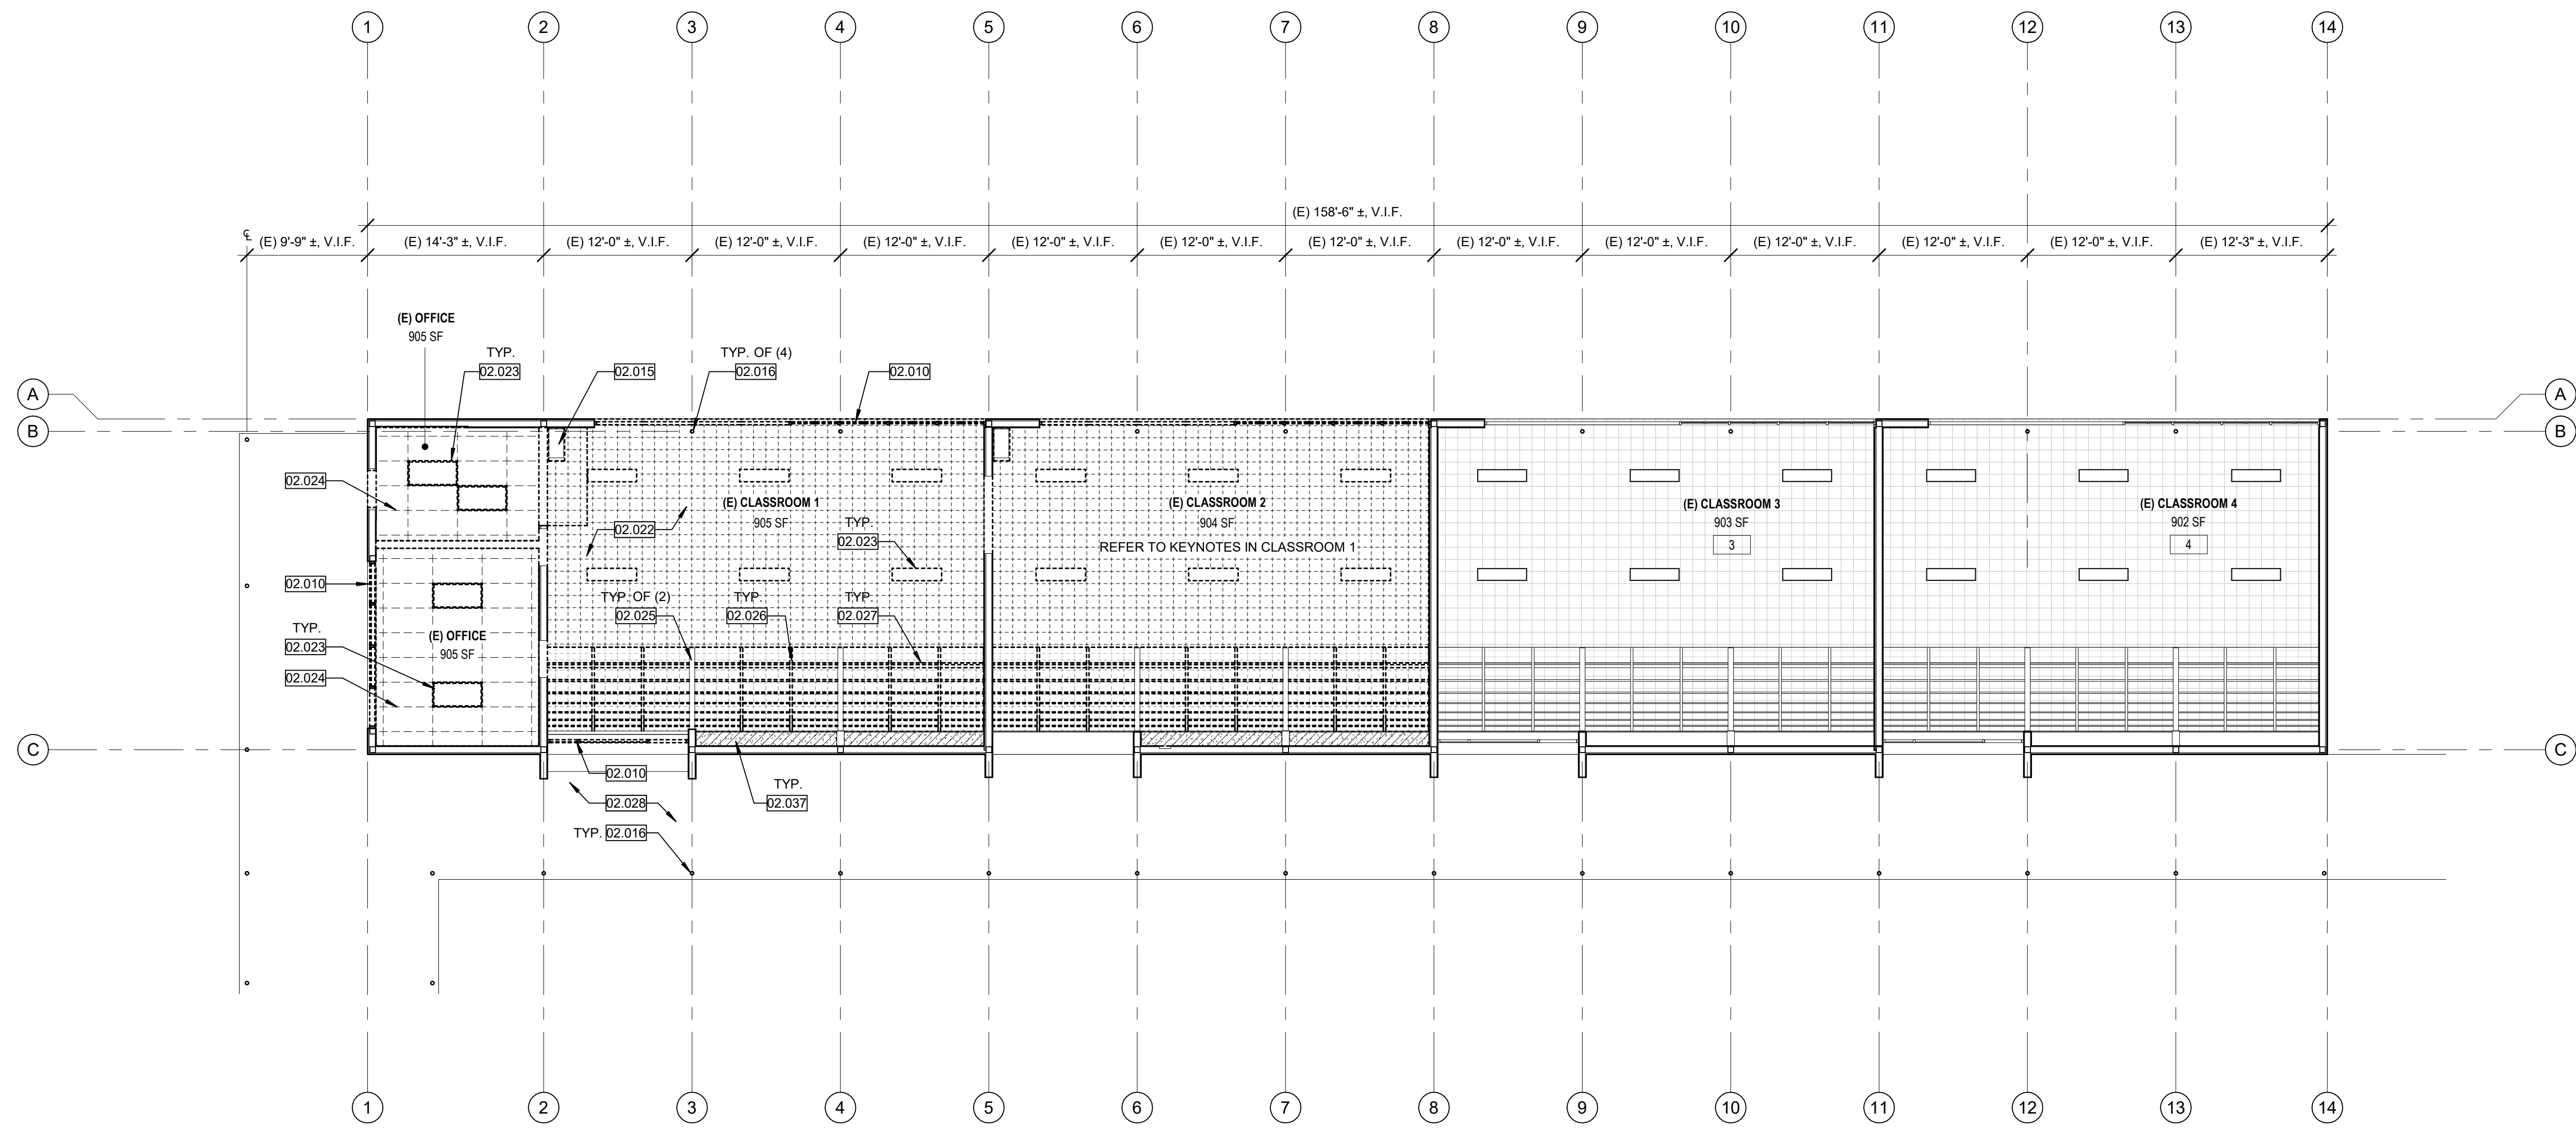 1 2 3 4 5 6 7 8 9 10 11 12 13 14
(E) 158'-6" ±, V.I.F.
℄ (E) 9'-9" ±, V.I.F. (E) 14'-3" ±, V.I.F. (E) 12'-0" ±, V.I.F. (E) 12'-0" ±, V.I.F. (E) 12'-0" ±, V.I.F. (E) 12'-0" ±, V.I.F. (E) 12'-0" ±, V.I.F. (E) 12'-0" ±, V.I.F. (E) 12'-0" ±, V.I.F. (E) 12'-0" ±, V.I.F. (E) 12'-0" ±, V.I.F. (E) 12'-0" ±, V.I.F. (E) 12'-0" ±, V.I.F. (E) 12'-3" ±, V.I.F.
(E) OFFICE
905 SF
TYP.
02.023
02.015
TYP. OF (4)
02.016
02.010
A A
B B
02.024
(E) CLASSROOM 1
905 SF
02.022
TYP.
02.023
(E) CLASSROOM 2
904 SF
REFER TO KEYNOTES IN CLASSROOM 1
(E) CLASSROOM 3
903 SF
3
(E) CLASSROOM 4
902 SF
4
02.010
TYP. OF (2)
02.025
TYP.
02.026
TYP.
02.027
TYP.
02.023
(E) OFFICE
905 SF
02.024
C C
02.010
02.028
TYP.
02.037
TYP. 02.016
1 2 3 4 5 6 7 8 9 10 11 12 13 14